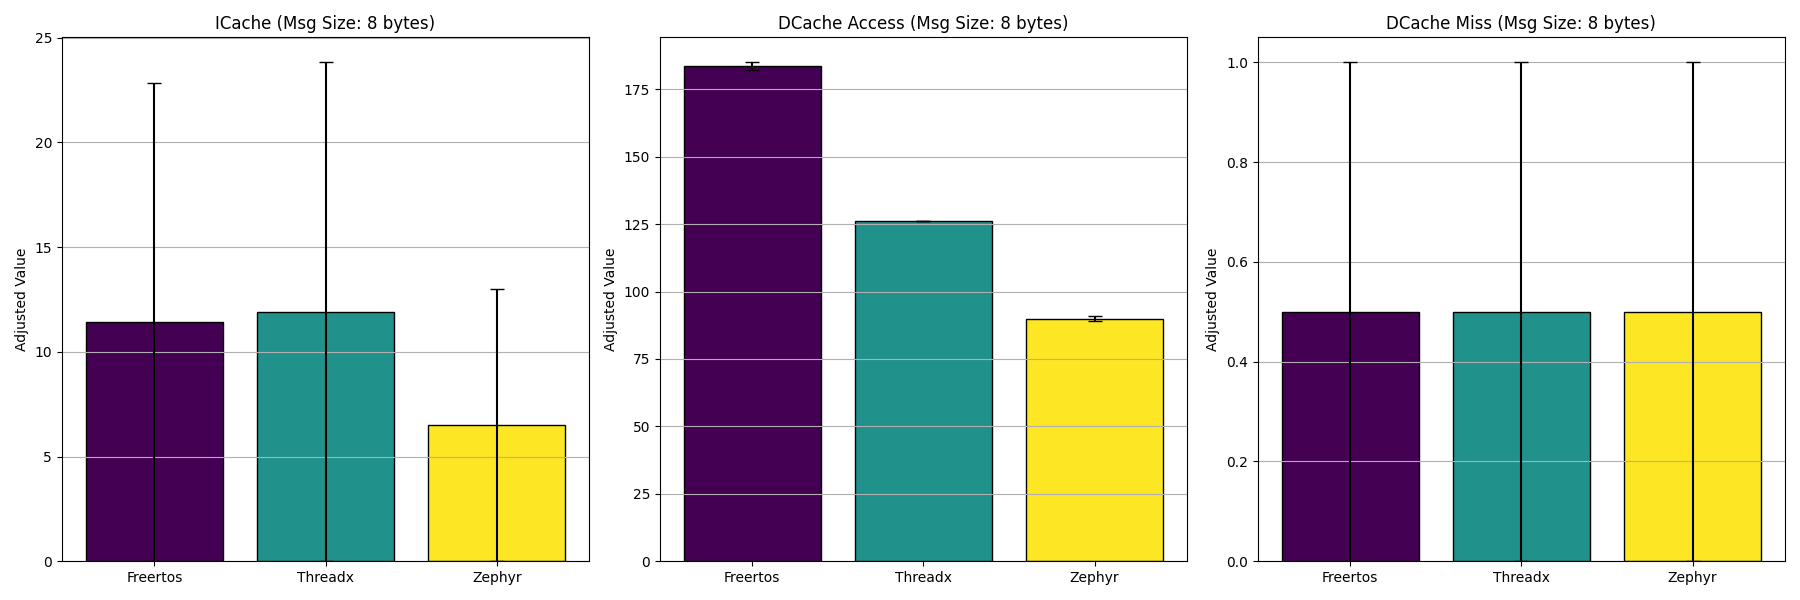 ICache (Msg Size: 8 bytes)
Adjusted Value
25
20
15
10
5
0
Freertos
Threadx
Zephyr
DCache Access (Msg Size: 8 bytes)
Adjusted Value
175
150
125
100
75
50
25
0
Freertos
Threadx
Zephyr
DCache Miss (Msg Size: 8 bytes)
Adjusted Value
1.0
0.8
0.6
0.4
0.2
0.0
Freertos
Threadx
Zephyr